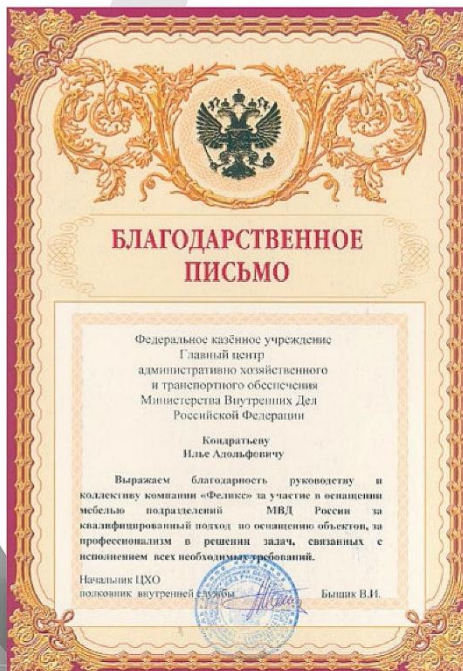 БЛАГОДАРСТВЕННОЕ
ПИСЬМО
Федеральное казённое учреждение
Главный центр
административно хозяйственного
и транспортного обеспечения
Министерства Внутренних Дел
Российской Федерации
Кондратьеву
Илье Адольфовичу
Выражаем благодарность руководству и
коллективу компании «Феликс» за участие в оснащении
мебелью подразделений МВД России за
квалифицированный подход по оснащению объектов, за
профессионализм в решении задач, связанных с
исполнением всех необходимых требований.
Начальник ЦХО
полковник внутренней службы Быщик В.И.